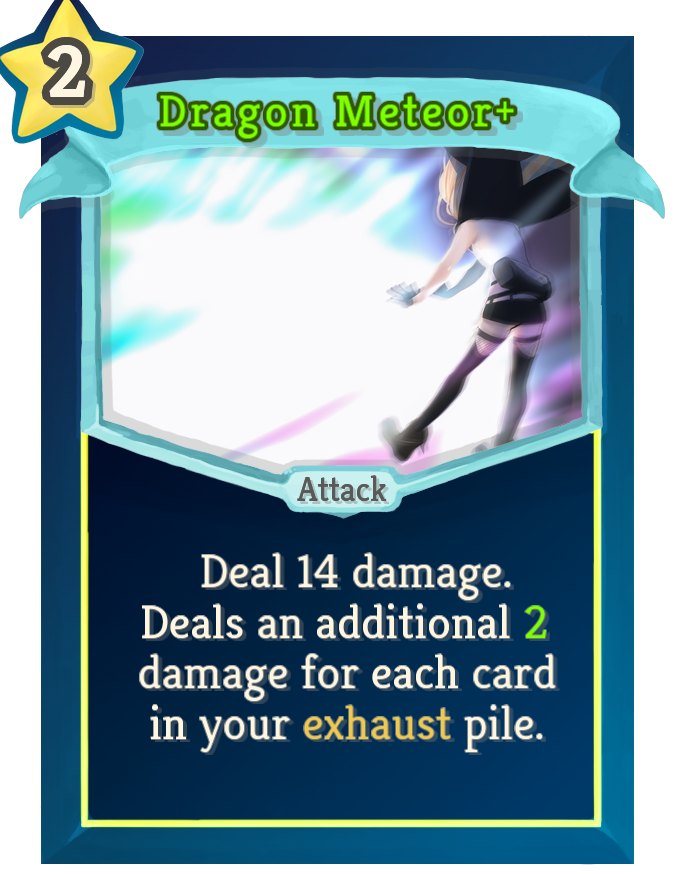 2
Dragon Meteor+
Attack
Deal 14 damage.
Deals an additional 2
damage for each card
in your exhaust pile.